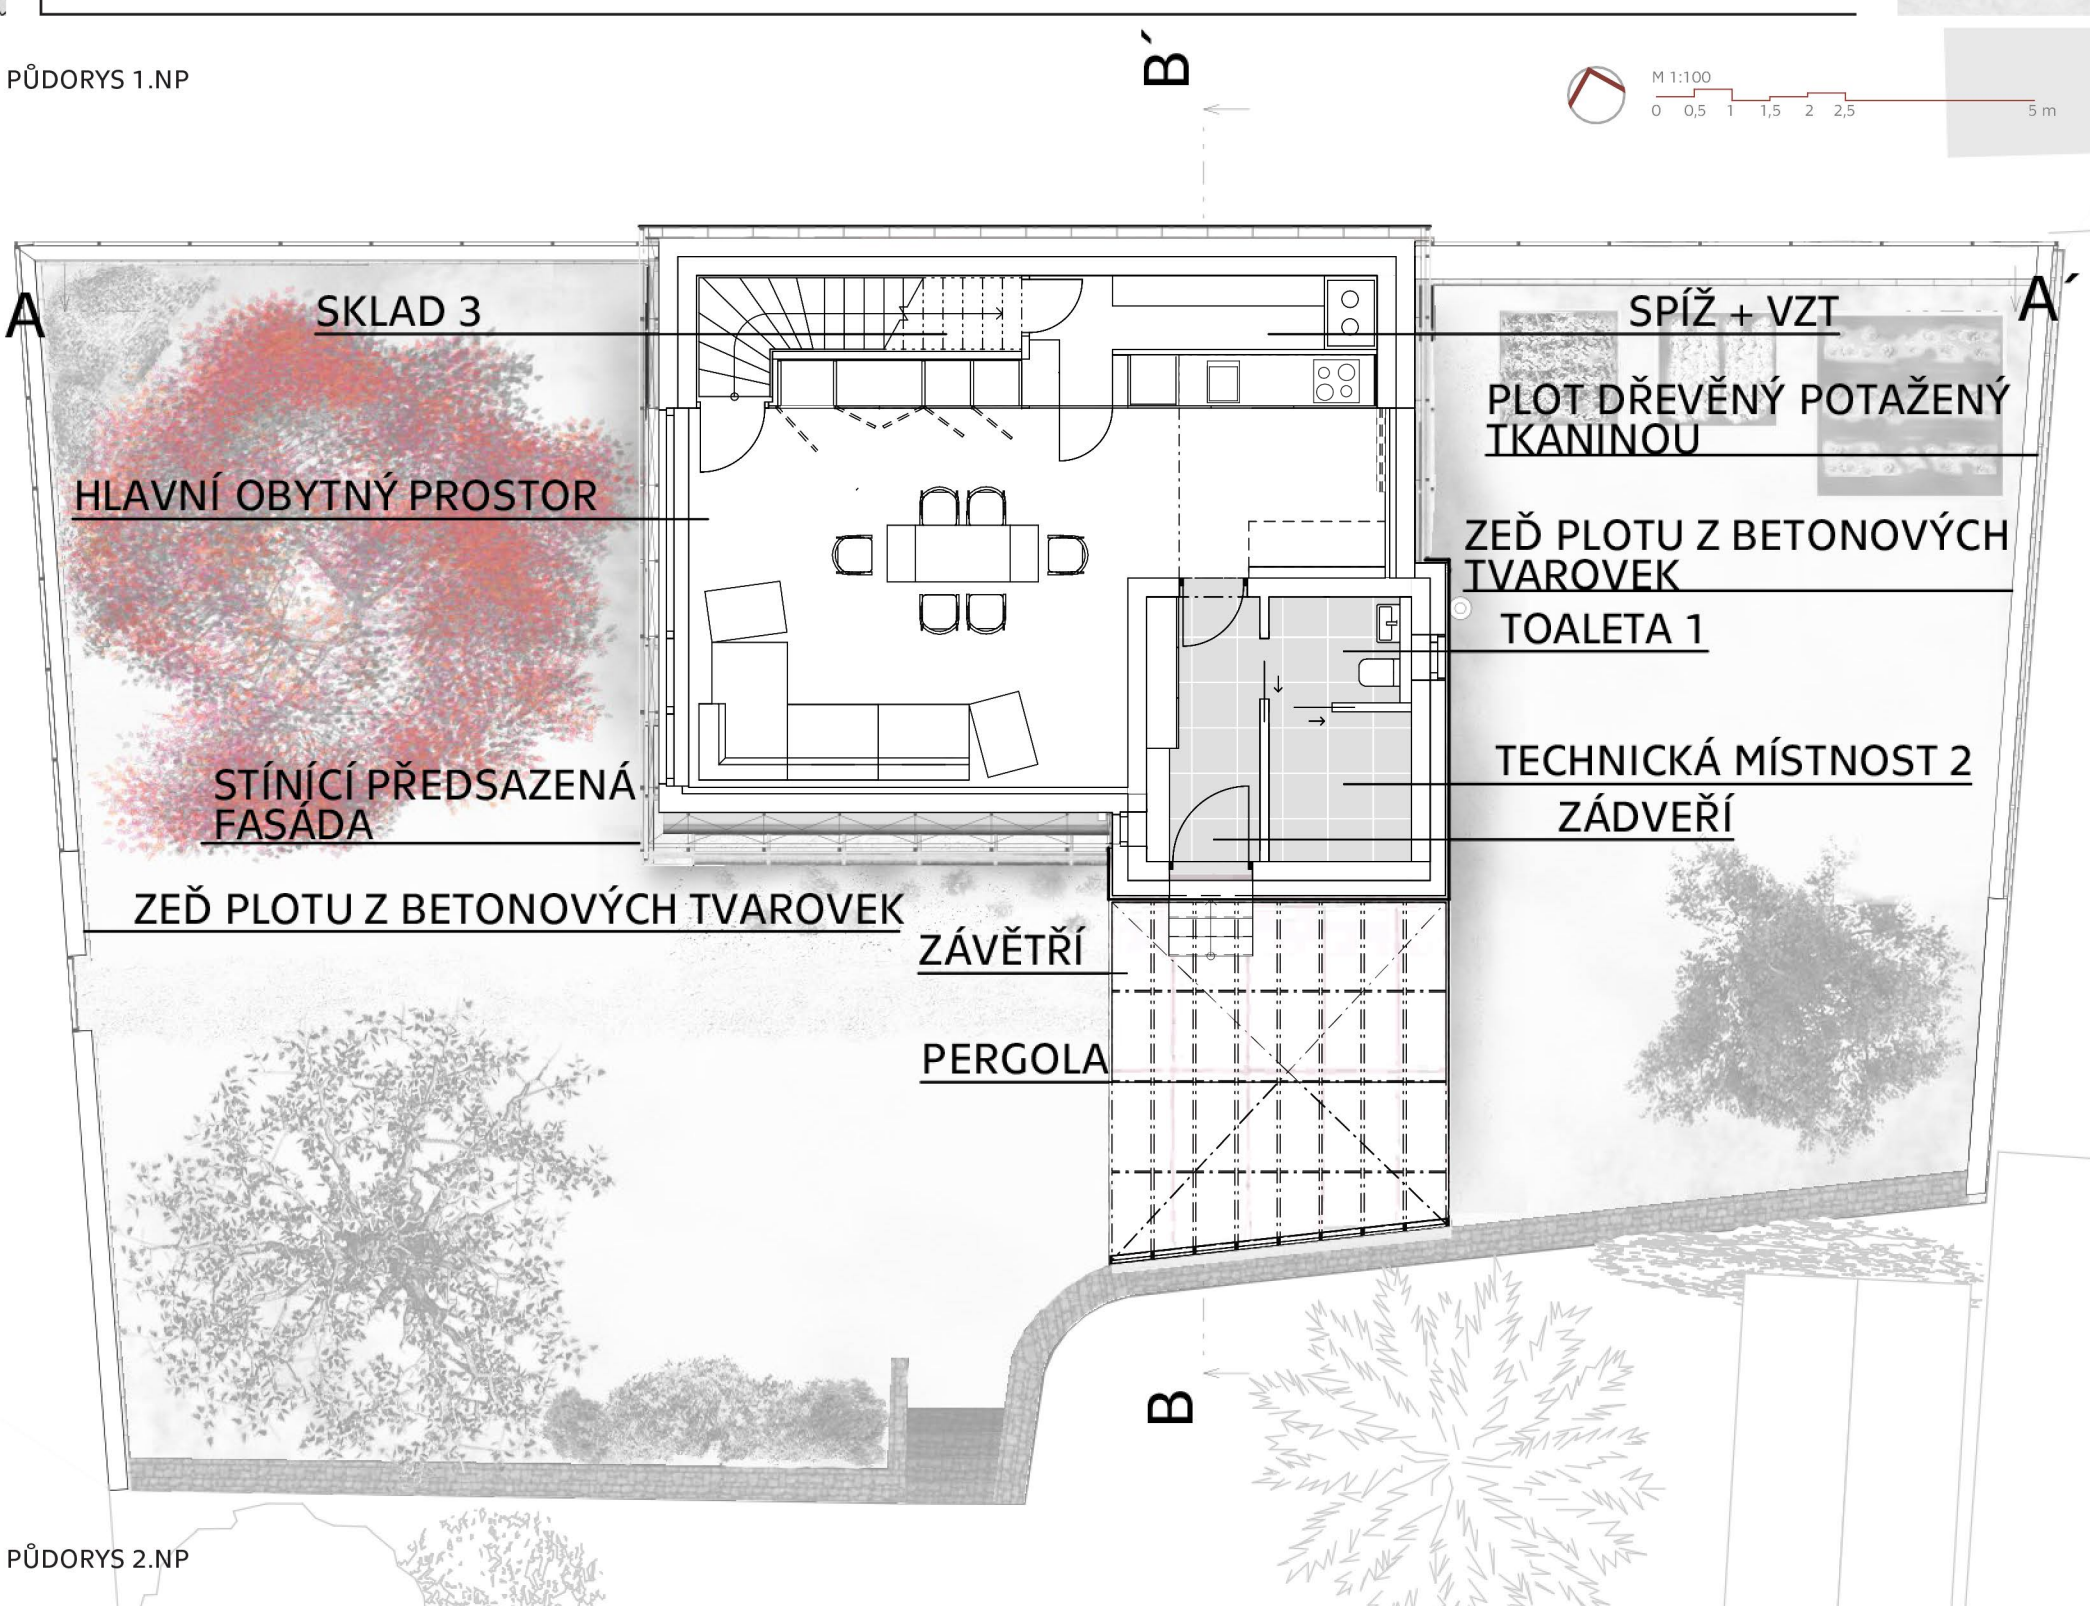 PŮDORYS 1.NP
B´
M 1:100
0 0,5 1 1,5 2 2,5 5 m
A
A´
SKLAD 3
SPÍŽ + VZT
PLOT DŘEVĚNÝ POTAŽENÝ
TKANINOU
HLAVNÍ OBYTNÝ PROSTOR
ZEĎ PLOTU Z BETONOVÝCH
TVAROVEK
TOALETA 1
STÍNÍCÍ PŘEDSAZENÁ
FASÁDA
TECHNICKÁ MÍSTNOST 2
ZÁDVEŘÍ
ZEĎ PLOTU Z BETONOVÝCH TVAROVEK
ZÁVĚTŘÍ
PERGOLA
B
PŮDORYS 2.NP